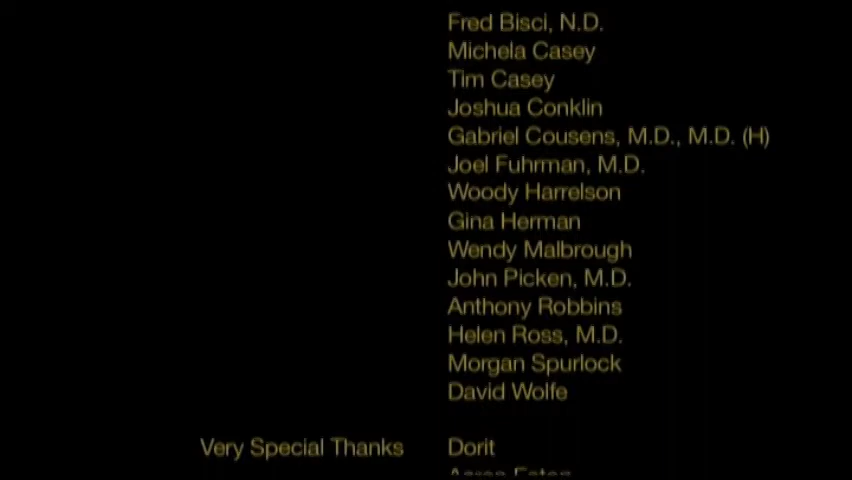 Fred Bisci, N.D.
Michela Casey
Tim Casey
Joshua Conklin
Gabriel Cousens, M.D., M.D. (H)
Joel Fuhrman, M.D.
Woody Harrelson
Gina Herman
Wendy Malbrough
John Picken, M.D.
Anthony Robbins
Helen Ross, M.D.
Morgan Spurlock
David Wolfe
Very Special Thanks Dorit